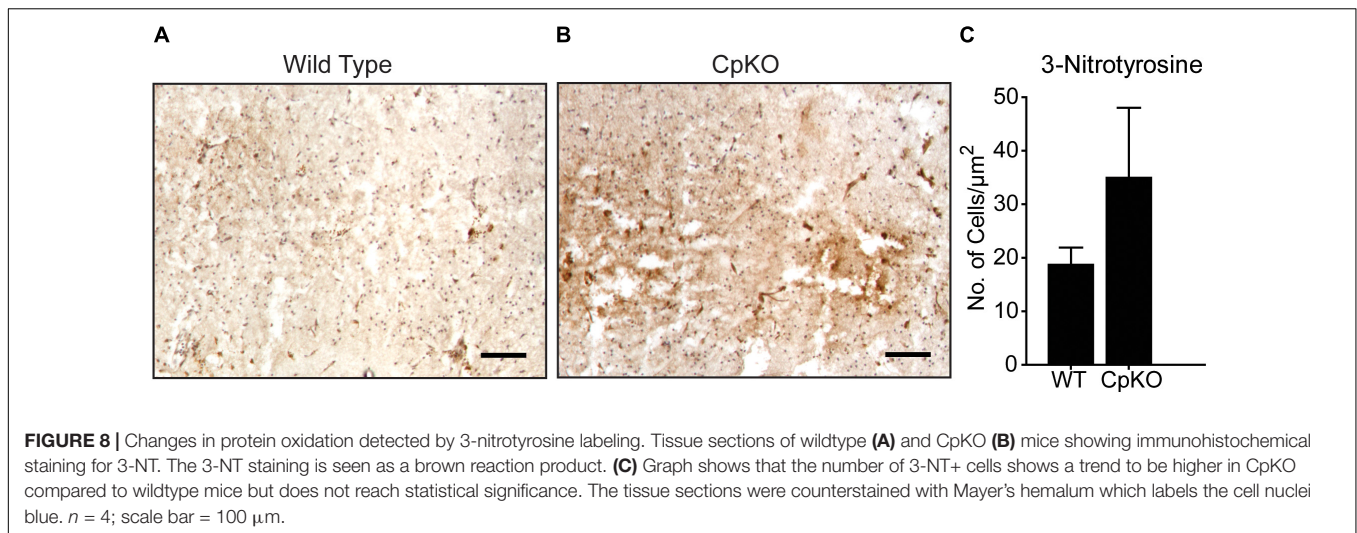 A
B
C
Wild Type
CpKO
3-Nitrotyrosine
No. of Cells/µm²
50
40
30
20
10
0
WT CpKO
FIGURE 8 | Changes in protein oxidation detected by 3-nitrotyrosine labeling. Tissue sections of wildtype (A) and CpKO (B) mice showing immunohistochemical
staining for 3-NT. The 3-NT staining is seen as a brown reaction product. (C) Graph shows that the number of 3-NT+ cells shows a trend to be higher in CpKO
compared to wildtype mice but does not reach statistical significance. The tissue sections were counterstained with Mayer’s hemalum which labels the cell nuclei
blue. n = 4; scale bar = 100 µm.